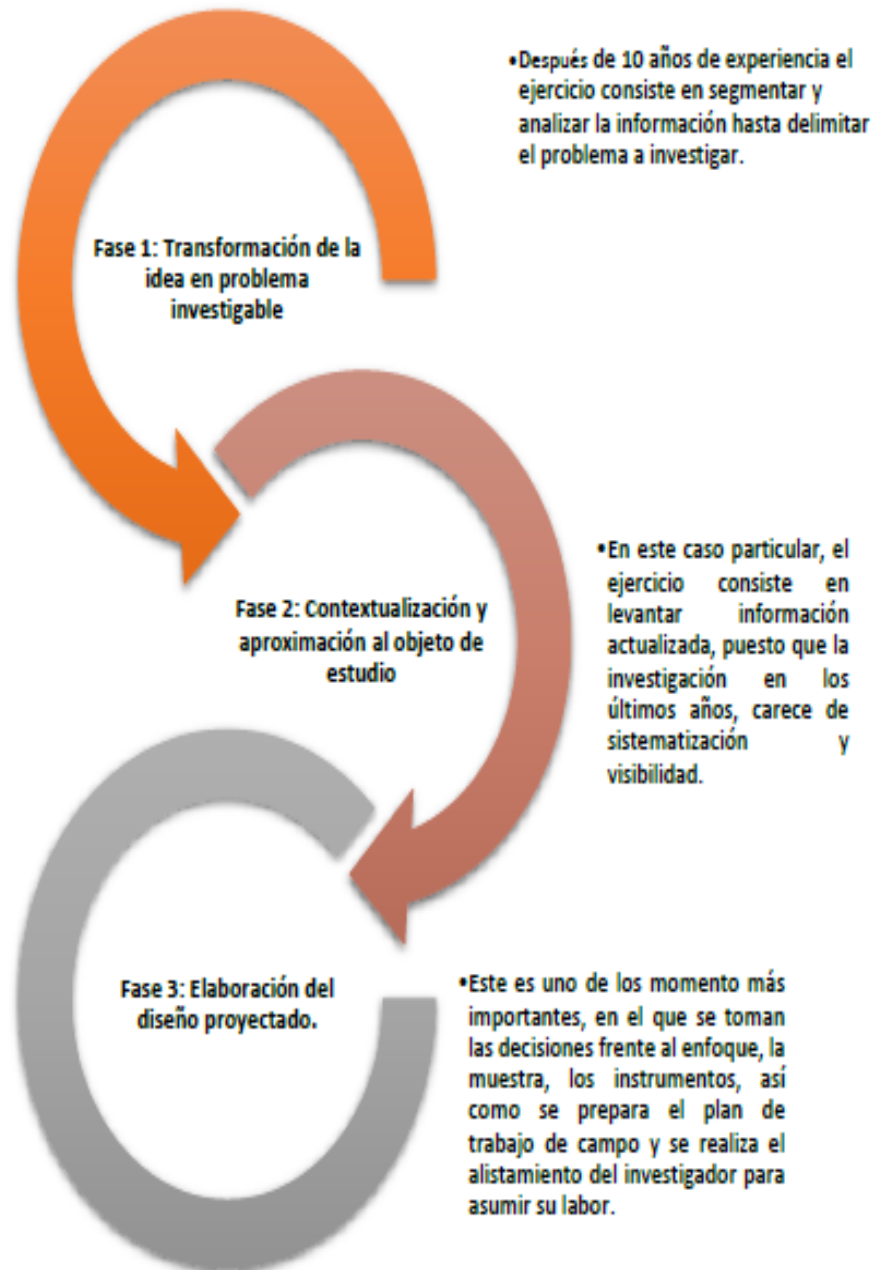 •Después de 10 años de experiencia el
ejercicio consiste en segmentar y
analizar la información hasta delimitar
el problema a investigar.
Fase 1: Transformación de la
idea en problema
investigable
•En este caso particular, el
ejercicio consiste en
levantar información
actualizada, puesto que la
investigación en los
últimos años, carece de
sistematización y
visibilidad.
Fase 2: Contextualización y
aproximación al objeto de
estudio
•Este es uno de los momento más
importantes, en el que se toman
las decisiones frente al enfoque, la
muestra, los instrumentos, así
como se prepara el plan de
trabajo de campo y se realiza el
alistamiento del investigador para
asumir su labor.
Fase 3: Elaboración del
diseño proyectado.